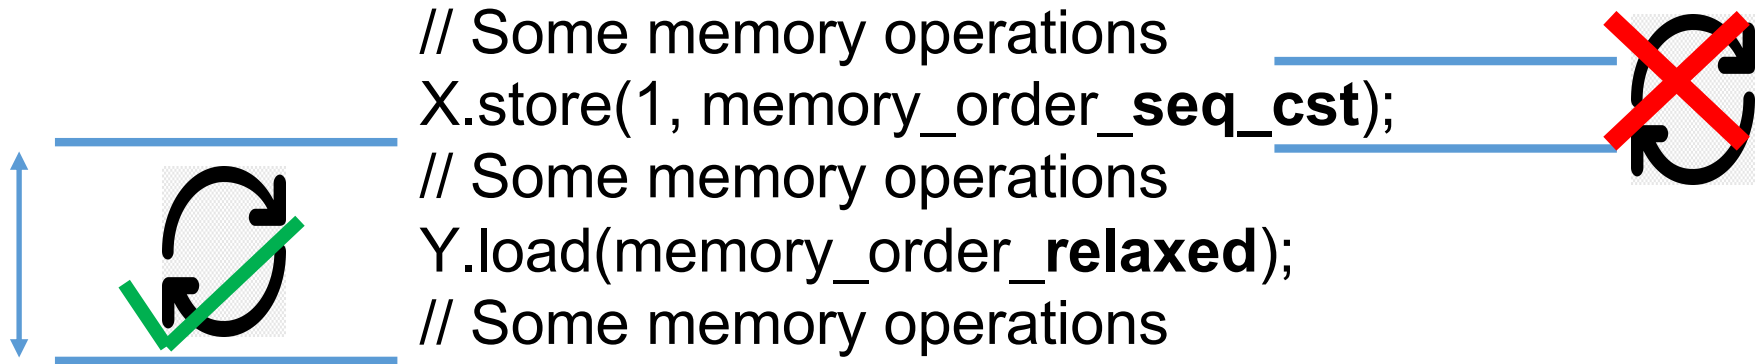 // Some memory operations
X.store(1, memory_order_seq_cst);
// Some memory operations
Y.load(memory_order_relaxed);
// Some memory operations